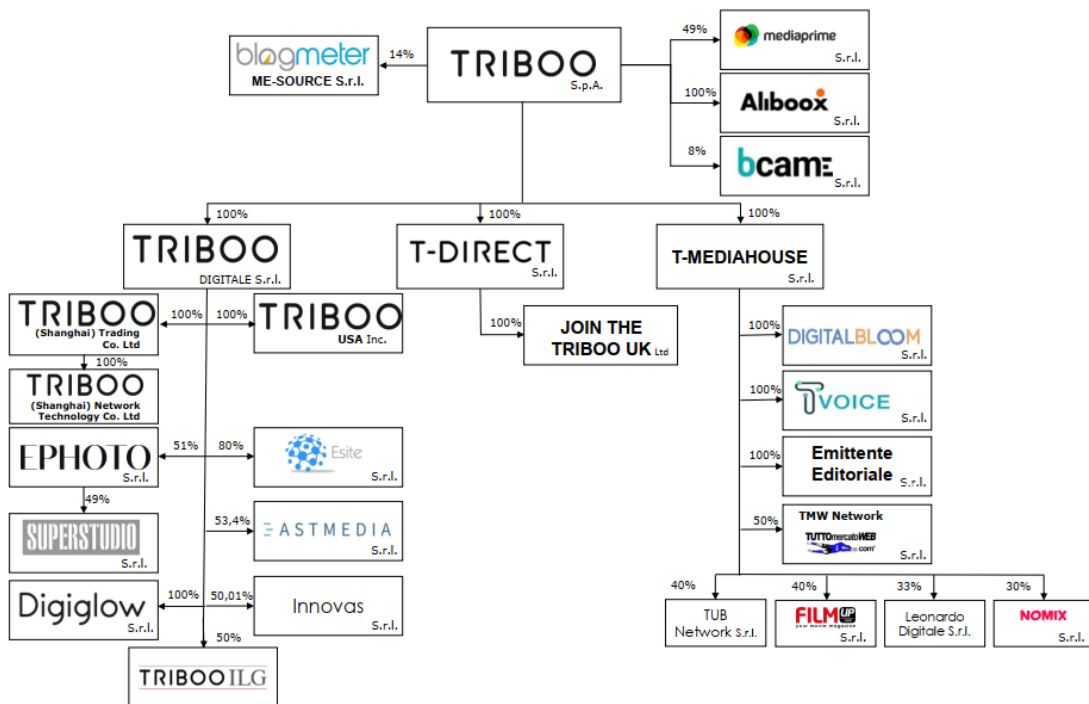 blogmeter
ME-SOURCE S.r.l.
14%
TRIBOO
S.p.A.
49%
mediaprime
S.r.l.
100%
Aliboox
S.r.l.
8%
bcame
S.r.l.
100%
100%
100%
TRIBOO
DIGITALE S.r.l.
T-DIRECT
S.r.l.
T-MEDIAHOUSE
S.r.l.
TRIBOO
(Shanghai) Trading
Co. Ltd
100%
100%
TRIBOO
USA Inc.
100%
JOIN THE
TRIBOO UK Ltd
100%
DIGITALBLOOM
S.r.l.
100%
TRIBOO
(Shanghai) Network
Technology Co. Ltd
100%
TVOICE
S.r.l.
EPHOTO
S.r.l.
51%
80%
Esite
S.r.l.
100%
Emittente
Editoriale
S.r.l.
49%
SUPERSTUDIO
S.r.l.
53,4%
EASTMEDIA
S.r.l.
50%
TMW Network
TUTTOmercatoWEB
.com
S.r.l.
Digiglow
S.r.l.
100%
50,01%
Innovas
S.r.l.
40%
TUB
Network S.r.l.
40%
FILM UP
your movie magazine
S.r.l.
33%
Leonardo
Digitale S.r.l.
30%
NOMIX
S.r.l.
50%
TRIBOO ILG